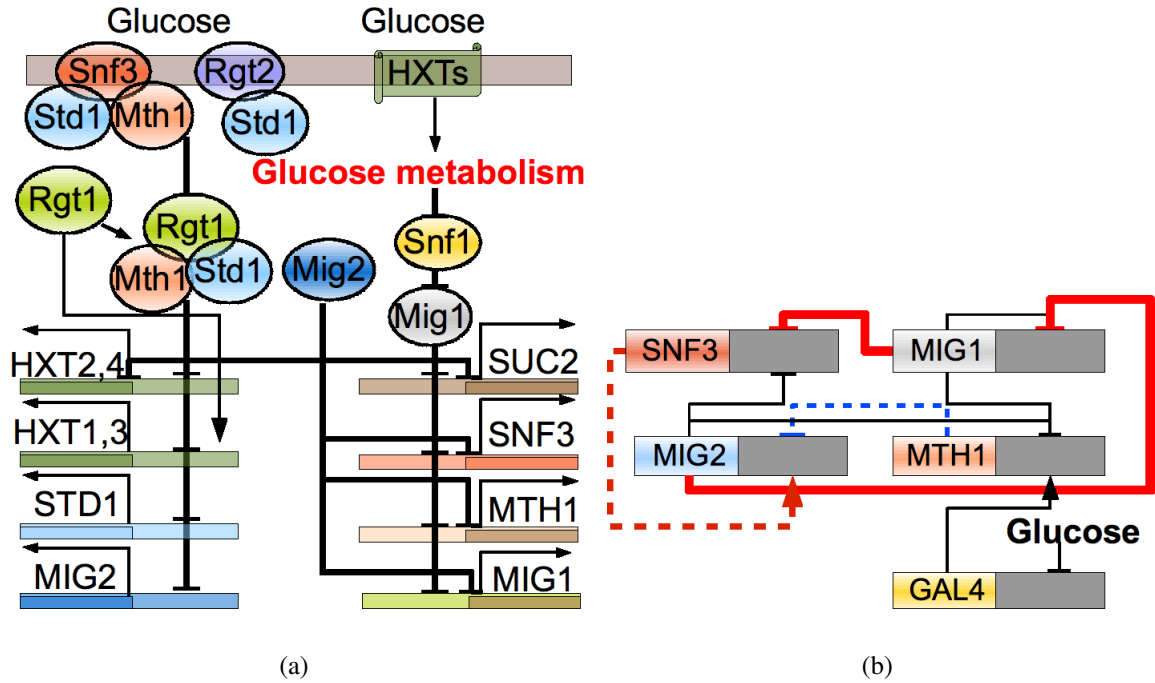 Glucose
Glucose
Snf3
Rgt2
HXTs
Std1
Mth1
Std1
Glucose metabolism
Rgt1
Rgt1
Snf1
Mth1
Std1
Mig2
Mig1
HXT2,4
SUC2
HXT1,3
SNF3
STD1
MTH1
MIG2
MIG1
(a)
SNF3
MIG1
MIG2
MTH1
Glucose
GAL4
(b)